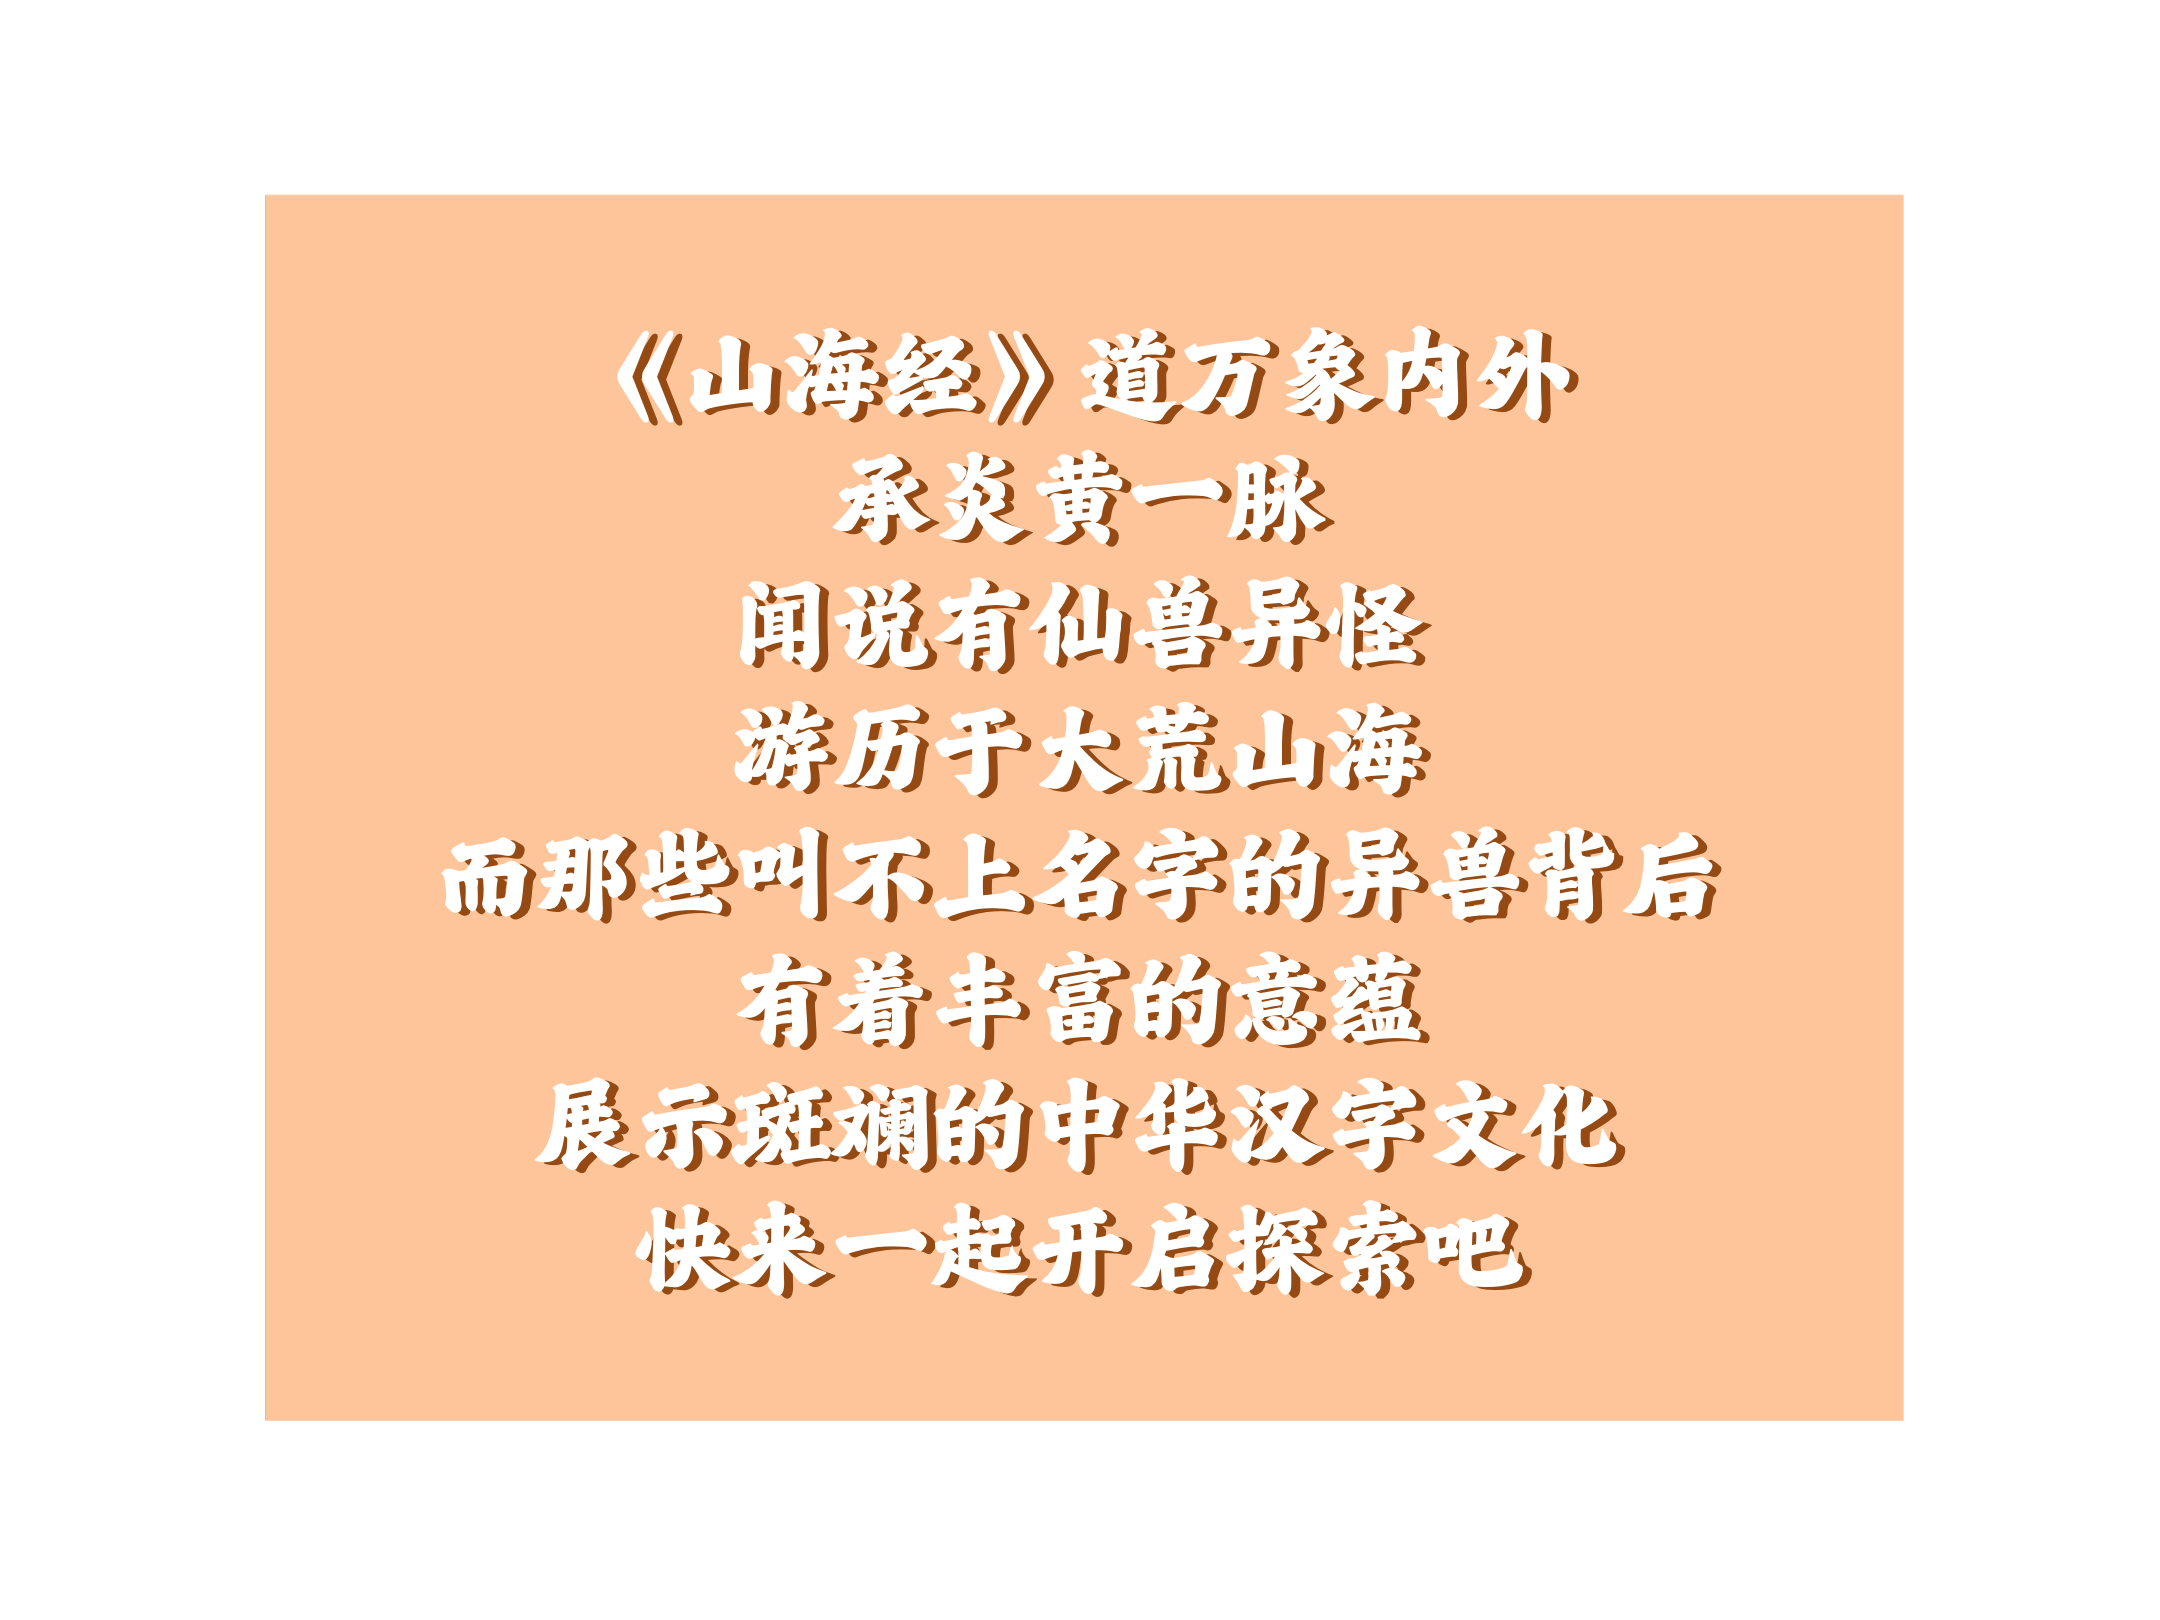 《山海经》道万象内外
承炎黄一脉
闻说有仙兽异怪
游历于大荒山海
而那些叫不上名字的异兽背后
有着丰富的意蕴
展示斑斓的中华汉字文化
快来一起开启探索吧